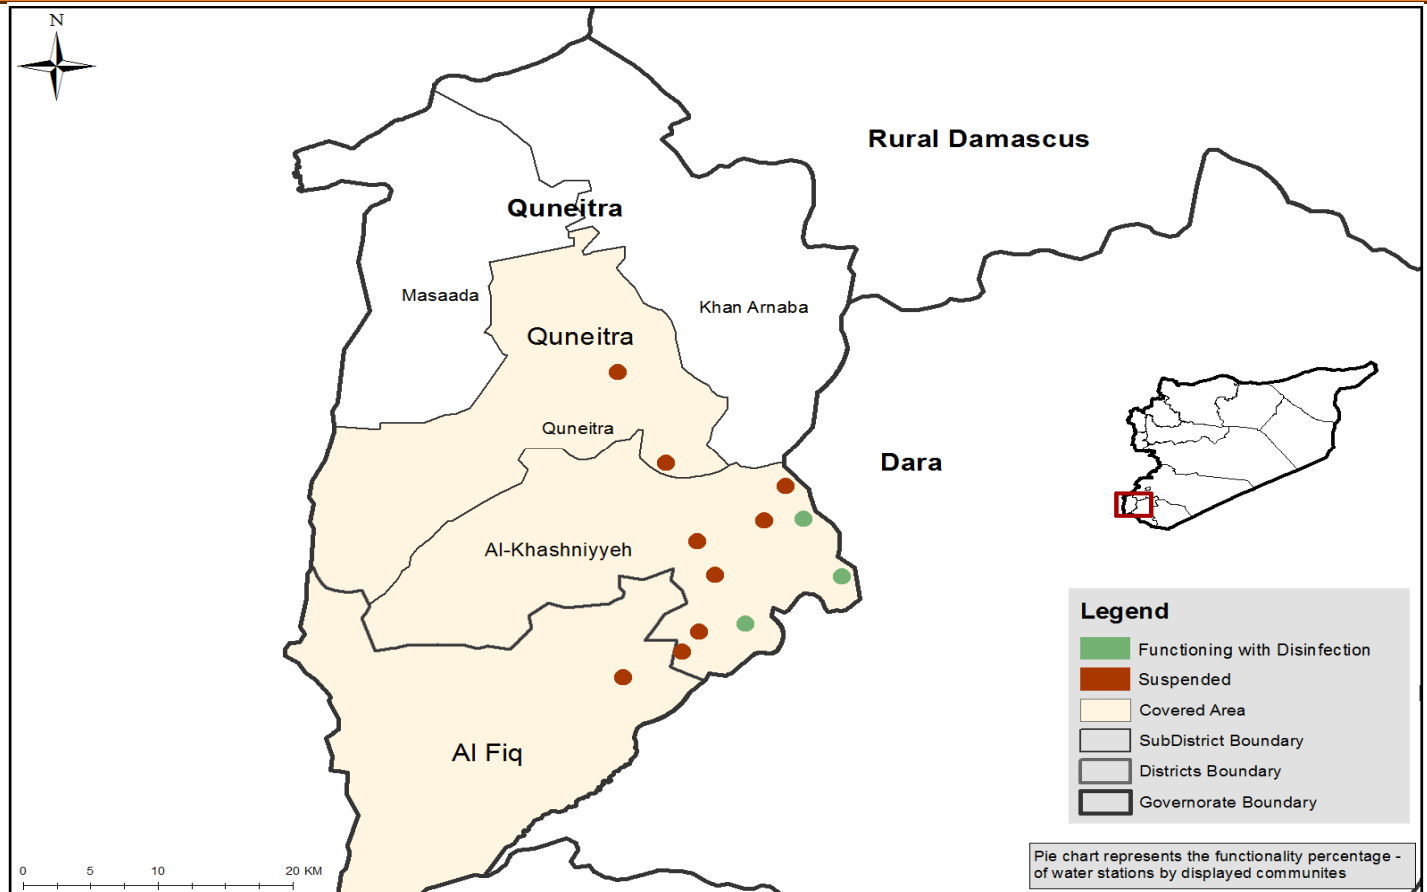 N
Rural Damascus
Quneitra
Masaada
Khan Arnaba
Quneitra
Quneitra
Dara
Al-Khashniyyeh
Al Fiq
Legend
Functioning with Disinfection
Suspended
Covered Area
SubDistrict Boundary
Districts Boundary
Governorate Boundary
Pie chart represents the functionality percentage -
of water stations by displayed communites
0 5 10 20 KM